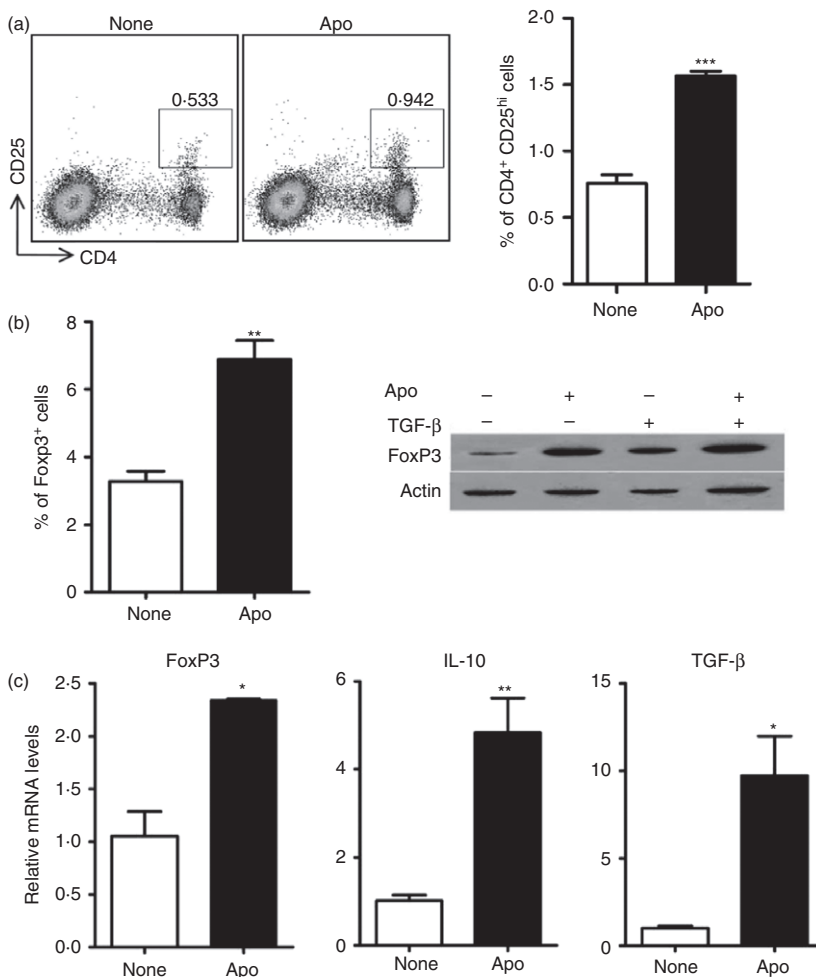 (a)
None
Apo
0·533
0·942
CD25
CD4
2·0
1·5
1·0
0·5
0·0
% of CD4+ CD25hi cells
***
None
Apo
(b)
8
6
4
2
0
% of Foxp3+ cells
**
None
Apo
Apo – + – +
TGF-β – – + +
FoxP3
Actin
(c)
FoxP3
2·5
2·0
1·5
1·0
0·5
0·0
Relative mRNA levels
*
None
Apo
IL-10
6
4
2
0
**
None
Apo
TGF-β
15
10
5
0
*
None
Apo